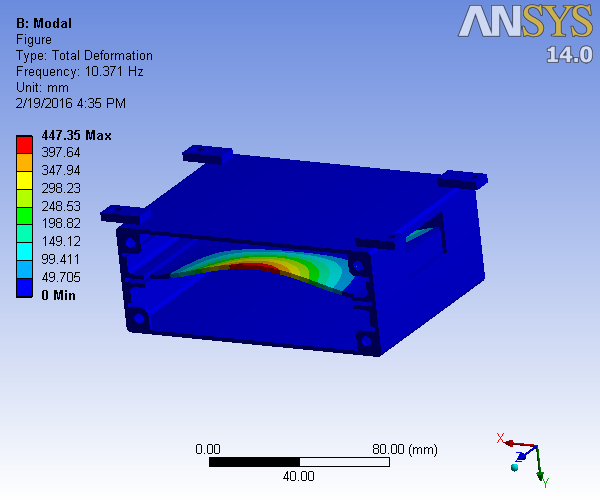 B: Modal
Figure
Type: Total Deformation
Frequency: 10.371 Hz
Unit: mm
2/19/2016 4:35 PM
ANSYS
14.0
447.35 Max
397.64
347.94
298.23
248.53
198.82
149.12
99.411
49.705
0 Min
0.00
80.00 (mm)
40.00
X
Z
Y